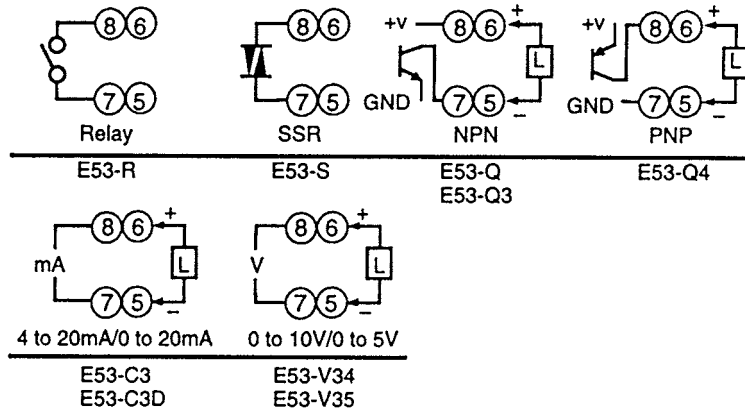 8 6
7 5
Relay
E53-R
8 6
7 5
SSR
E53-S
+v 8 6 +
L
GND 7 5 −
NPN
E53-Q
E53-Q3
+v 8 6 +
L
GND 7 5 −
PNP
E53-Q4
8 6 +
mA L
7 5 −
4 to 20mA/0 to 20mA
E53-C3
E53-C3D
8 6 +
V L
7 5 −
0 to 10V/0 to 5V
E53-V34
E53-V35